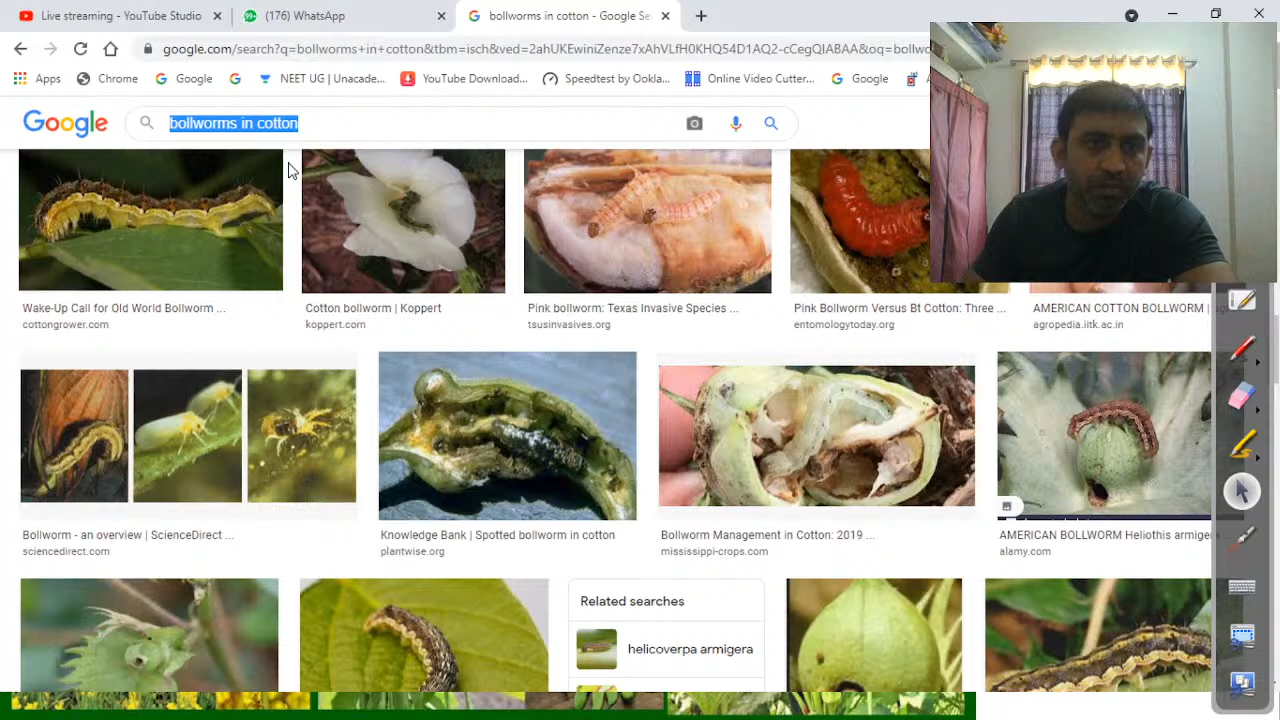 Live streaming - YouTube Studio
(176) WhatsApp
bollworms in cotton - Google Se
google.com/search?q=bollworms+in+cotton&tbm=isch&ved=2ahUKEwiniZenze7xAhVLfH0KHQ54D1AQ2-cCegQIABAA&oq=bollwo
Apps Chrome Google NEET UG | Unacade... YouTube Download... Speedtest by Ookla... Online Video Cutter... Google
Google bollworms in cotton
Wake-Up Call for Old World Bollworm ...
cottongrower.com
Cotton bollworm | Koppert
koppert.com
Pink bollworm: Texas Invasive Species ...
tsusinvasives.org
Pink Bollworm Versus Bt Cotton: Three ...
entomologytoday.org
AMERICAN COTTON BOLLWORM |
agropedia.iitk.ac.in
Bollworm - an overview | ScienceDirect ...
sciencedirect.com
Knowledge Bank | Spotted bollworm in cotton
plantwise.org
Bollworm Management in Cotton: 2019 ...
mississippi-crops.com
AMERICAN BOLLWORM Heliothis armiger
alamy.com
Related searches
helicoverpa armigera